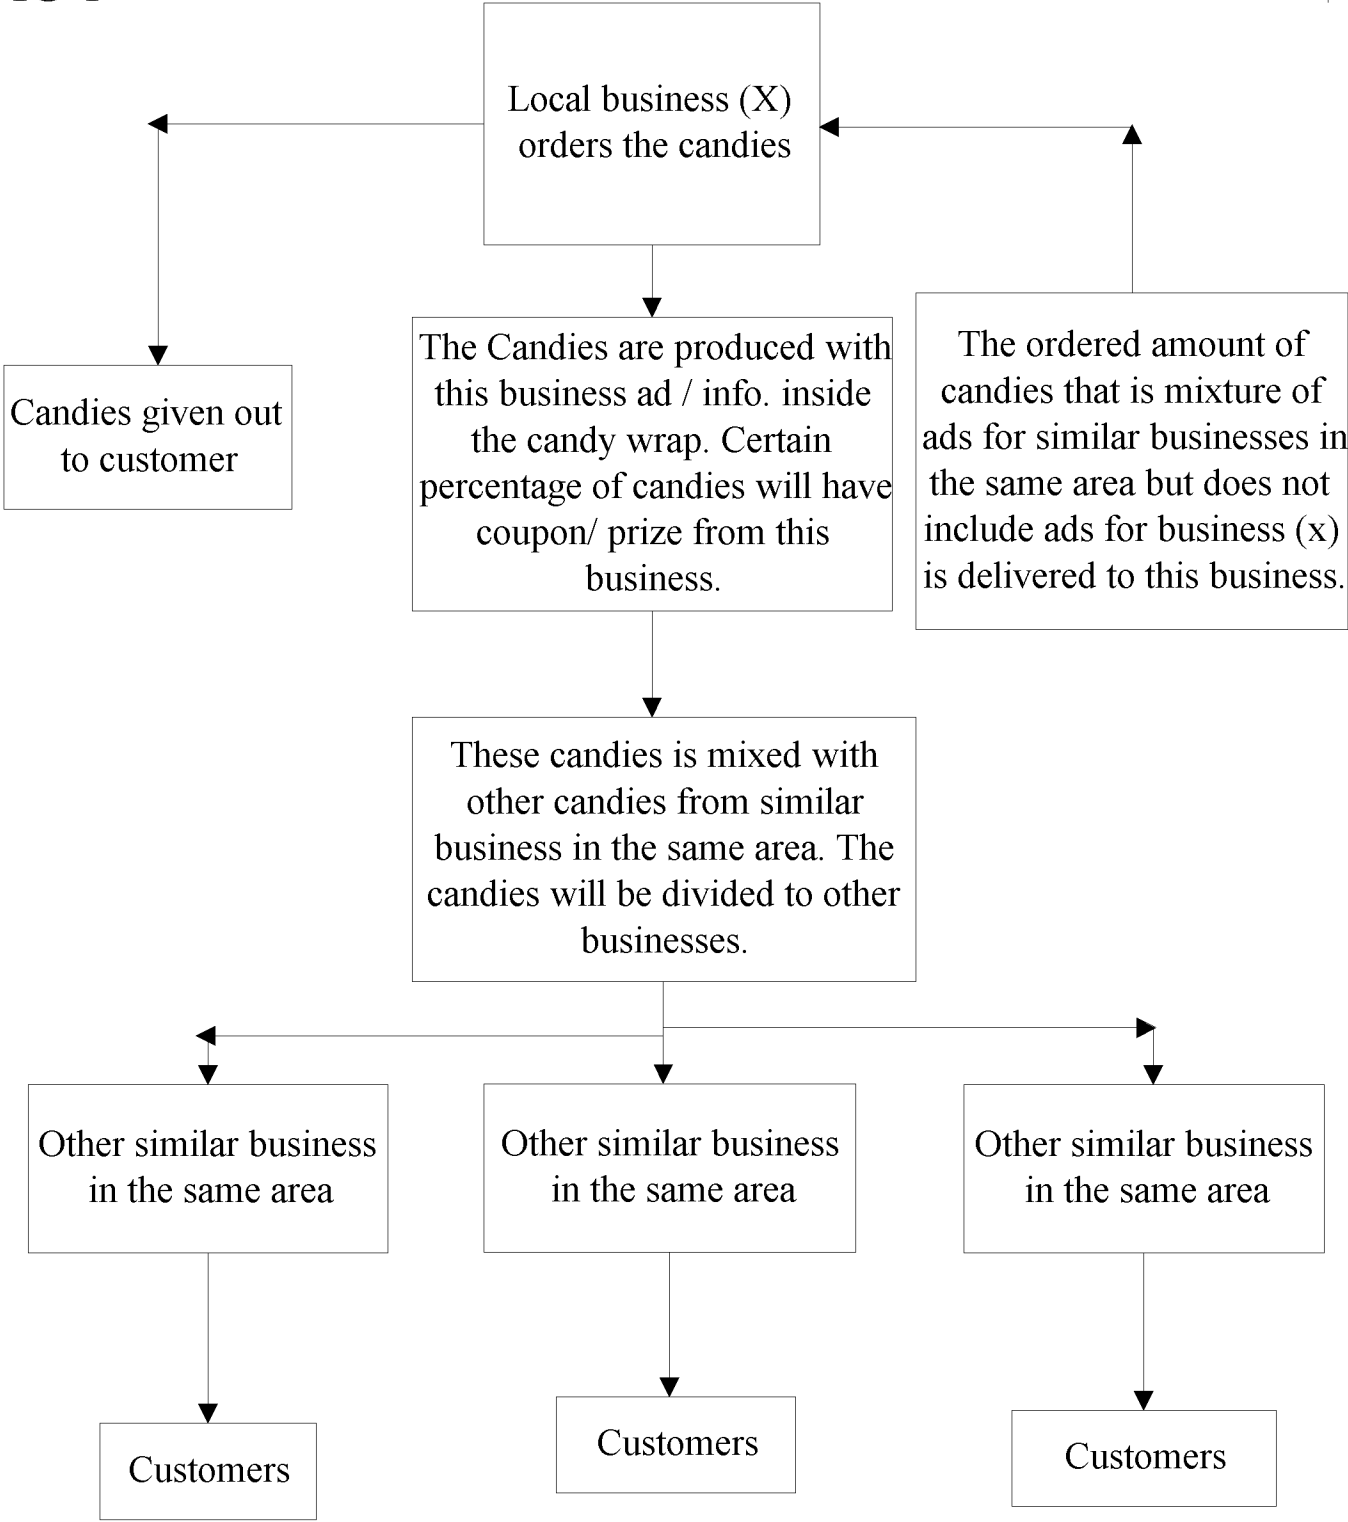 Local business (X)
orders the candies
Candies given out
to customer
The Candies are produced with
this business ad / info. inside
the candy wrap. Certain
percentage of candies will have
coupon/ prize from this
business.
The ordered amount of
candies that is mixture of
ads for similar businesses in
the same area but does not
include ads for business (x)
is delivered to this business.
These candies is mixed with
other candies from similar
business in the same area. The
candies will be divided to other
businesses.
Other similar business
in the same area
Other similar business
in the same area
Other similar business
in the same area
Customers
Customers
Customers